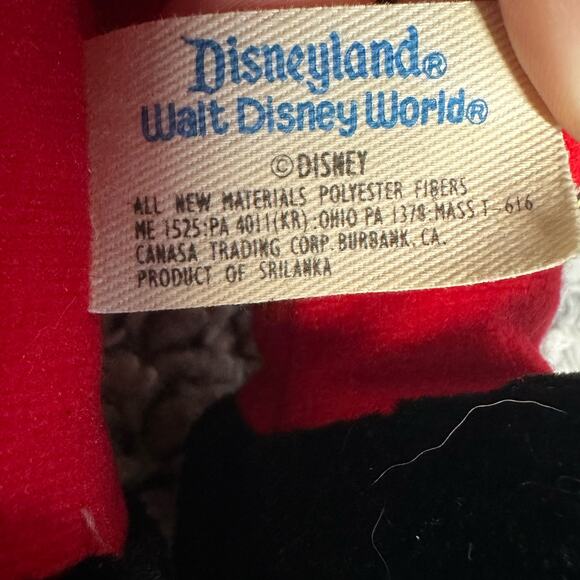 Disneyland®
Walt Disney World®
©DISNEY
ALL NEW MATERIALS POLYESTER FIBERS
ME 1525:PA 4011(KR).OHIO PA 1378:MASS.T-616
CANASA TRADING CORP. BURBANK, CA.
PRODUCT OF SRILANKA